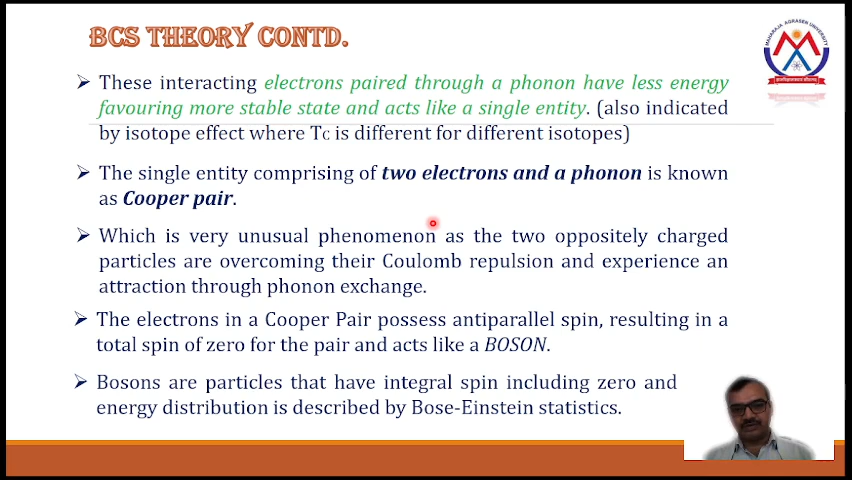 BCS THEORY CONTD.
MAHARAJA AGRASEN UNIVERSITY
➢ These interacting electrons paired through a phonon have less energy
favouring more stable state and acts like a single entity. (also indicated
by isotope effect where Tc is different for different isotopes)
➢ The single entity comprising of two electrons and a phonon is known
as Cooper pair.
➢ Which is very unusual phenomenon as the two oppositely charged
particles are overcoming their Coulomb repulsion and experience an
attraction through phonon exchange.
➢ The electrons in a Cooper Pair possess antiparallel spin, resulting in a
total spin of zero for the pair and acts like a BOSON.
➢ Bosons are particles that have integral spin including zero and
energy distribution is described by Bose-Einstein statistics.